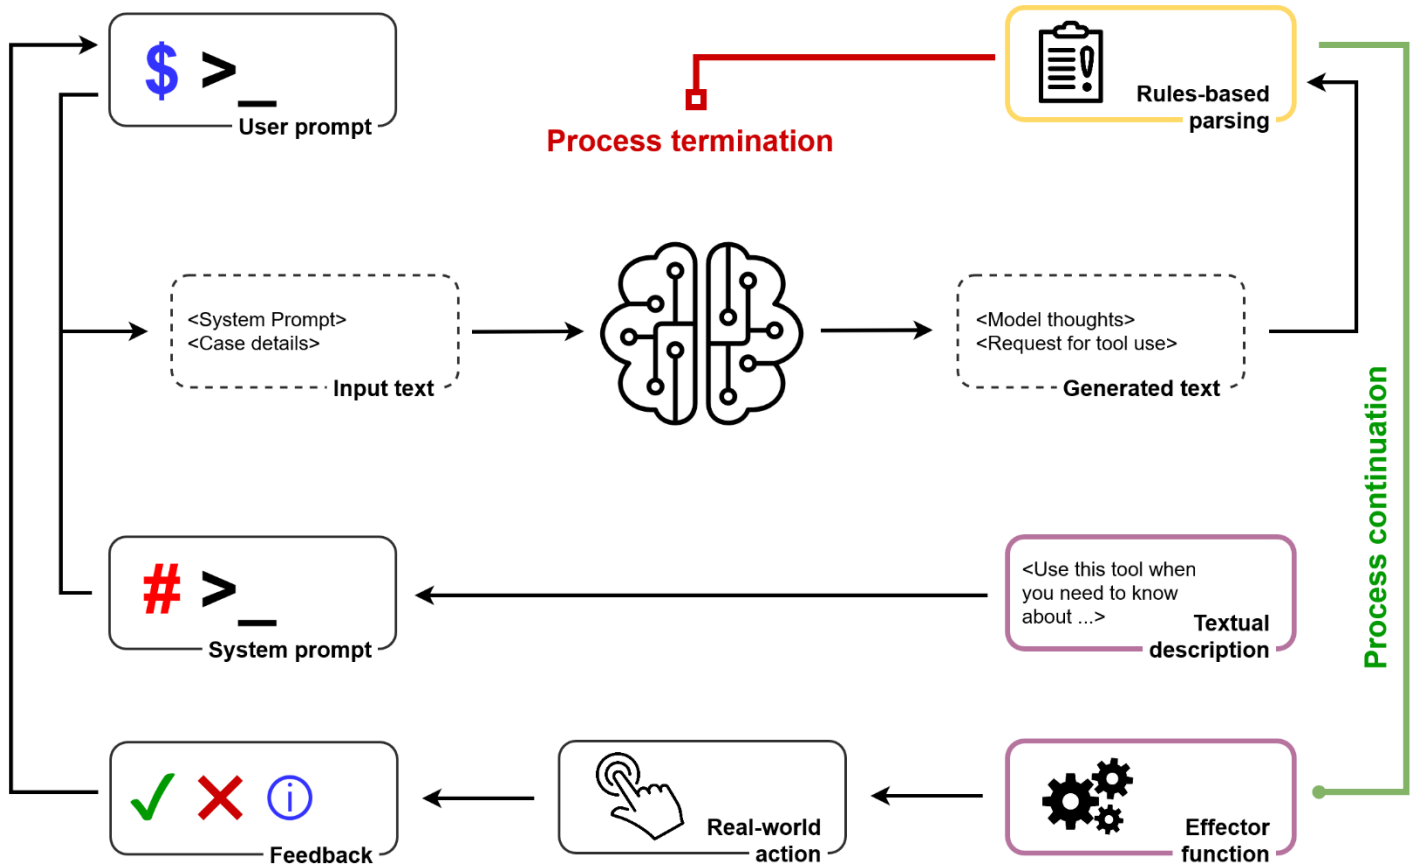 $ >_
User prompt
Process termination
Rules-based
parsing
<System Prompt>
<Case details>
Input text
<Model thoughts>
<Request for tool use>
Generated text
Process continuation
# >_
System prompt
<Use this tool when
you need to know
about ...>
Textual
description
Feedback
Real-world
action
Effector
function